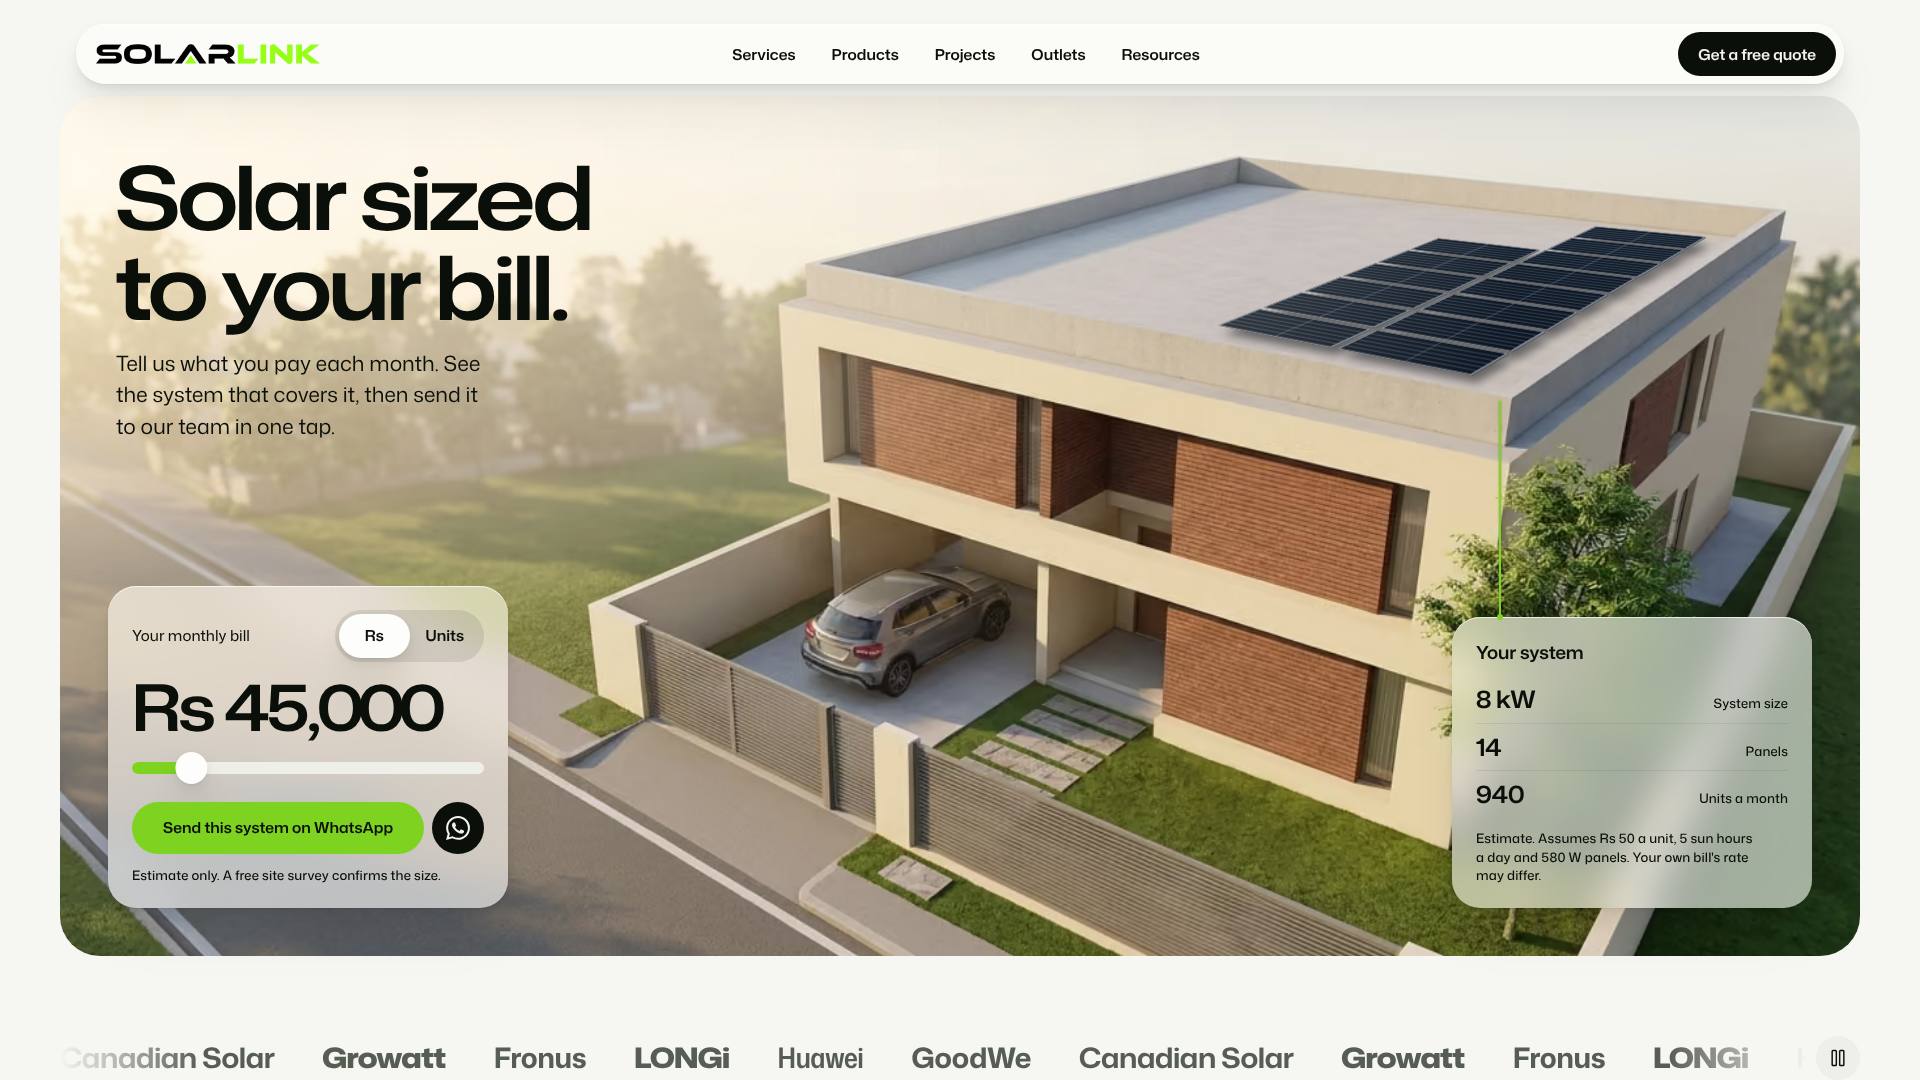 SOLARLINK
Services
Products
Projects
Outlets
Resources
Get a free quote
Solar sized
to your bill.
Tell us what you pay each month. See
the system that covers it, then send it
to our team in one tap.
Your monthly bill
Rs
Units
Rs 45,000
Send this system on WhatsApp
Estimate only. A free site survey confirms the size.
Your system
8 kW
System size
14
Panels
940
Units a month
Estimate. Assumes Rs 50 a unit, 5 sun hours
a day and 580 W panels. Your own bill's rate
may differ.
Canadian Solar
Growatt
Fronus
LONGi
Huawei
GoodWe
Canadian Solar
Growatt
Fronus
LONGi